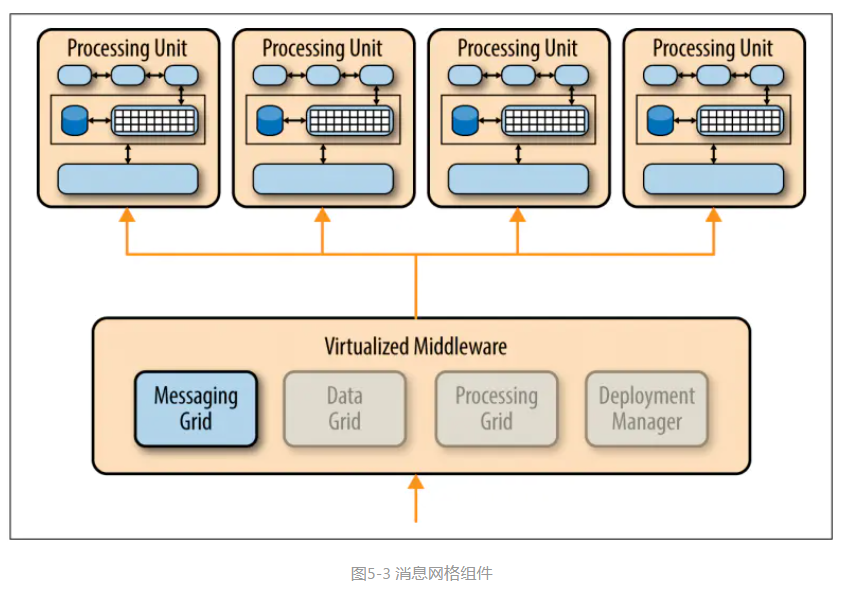 Processing Unit
Processing Unit
Processing Unit
Processing Unit
Virtualized Middleware
Messaging
Grid
Data
Grid
Processing
Grid
Deployment
Manager
图5-3 消息网格组件